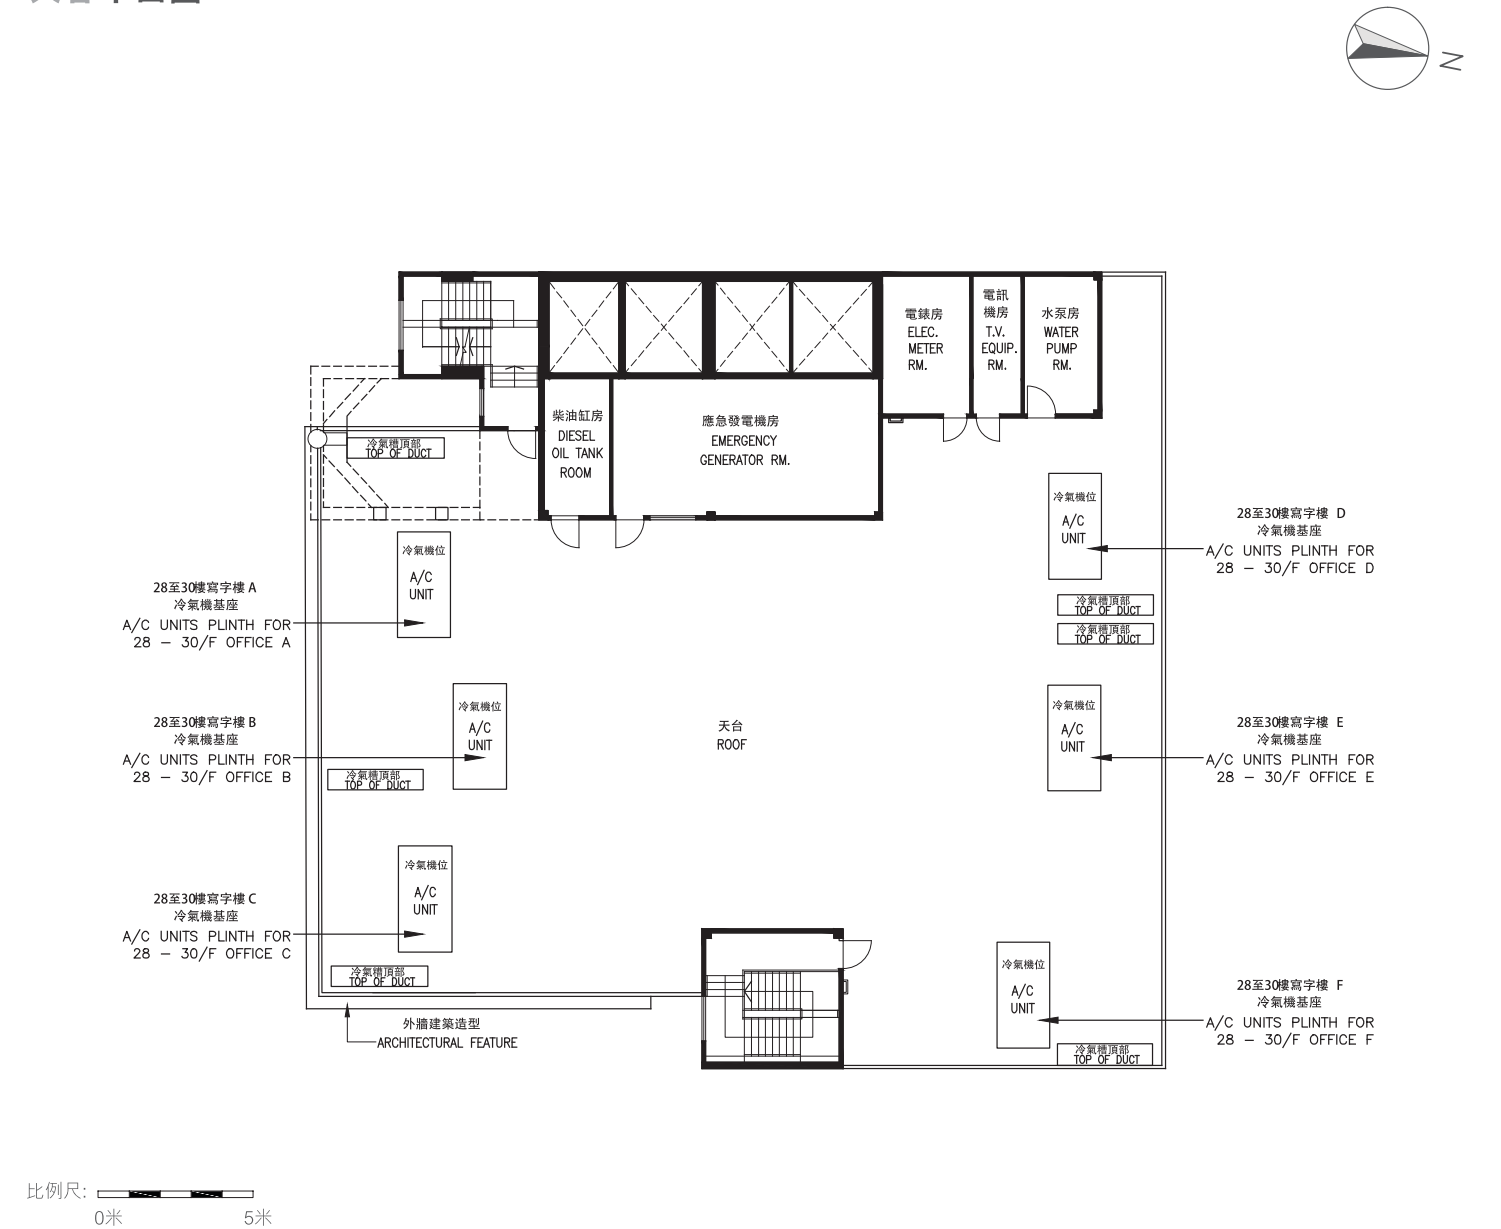 N
電錶房
ELEC.
METER
RM.
電訊
機房
T.V.
EQUIP.
RM.
水泵房
WATER
PUMP
RM.
柴油缸房
DIESEL
OIL TANK
ROOM
應急發電機房
EMERGENCY
GENERATOR RM.
冷氣槽頂部
TOP OF DUCT
冷氣機位
A/C
UNIT
28至30樓寫字樓 D
冷氣機基座
A/C UNITS PLINTH FOR
28 – 30/F OFFICE D
冷氣機位
A/C
UNIT
28至30樓寫字樓 A
冷氣機基座
A/C UNITS PLINTH FOR
28 – 30/F OFFICE A
冷氣槽頂部
TOP OF DUCT
冷氣槽頂部
TOP OF DUCT
冷氣機位
A/C
UNIT
28至30樓寫字樓 B
冷氣機基座
A/C UNITS PLINTH FOR
28 – 30/F OFFICE B
冷氣槽頂部
TOP OF DUCT
天台
ROOF
冷氣機位
A/C
UNIT
28至30樓寫字樓 E
冷氣機基座
A/C UNITS PLINTH FOR
28 – 30/F OFFICE E
冷氣機位
A/C
UNIT
28至30樓寫字樓 C
冷氣機基座
A/C UNITS PLINTH FOR
28 – 30/F OFFICE C
冷氣槽頂部
TOP OF DUCT
冷氣機位
A/C
UNIT
28至30樓寫字樓 F
冷氣機基座
A/C UNITS PLINTH FOR
28 – 30/F OFFICE F
冷氣槽頂部
TOP OF DUCT
外牆建築造型
ARCHITECTURAL FEATURE
比例尺:
0米 5米